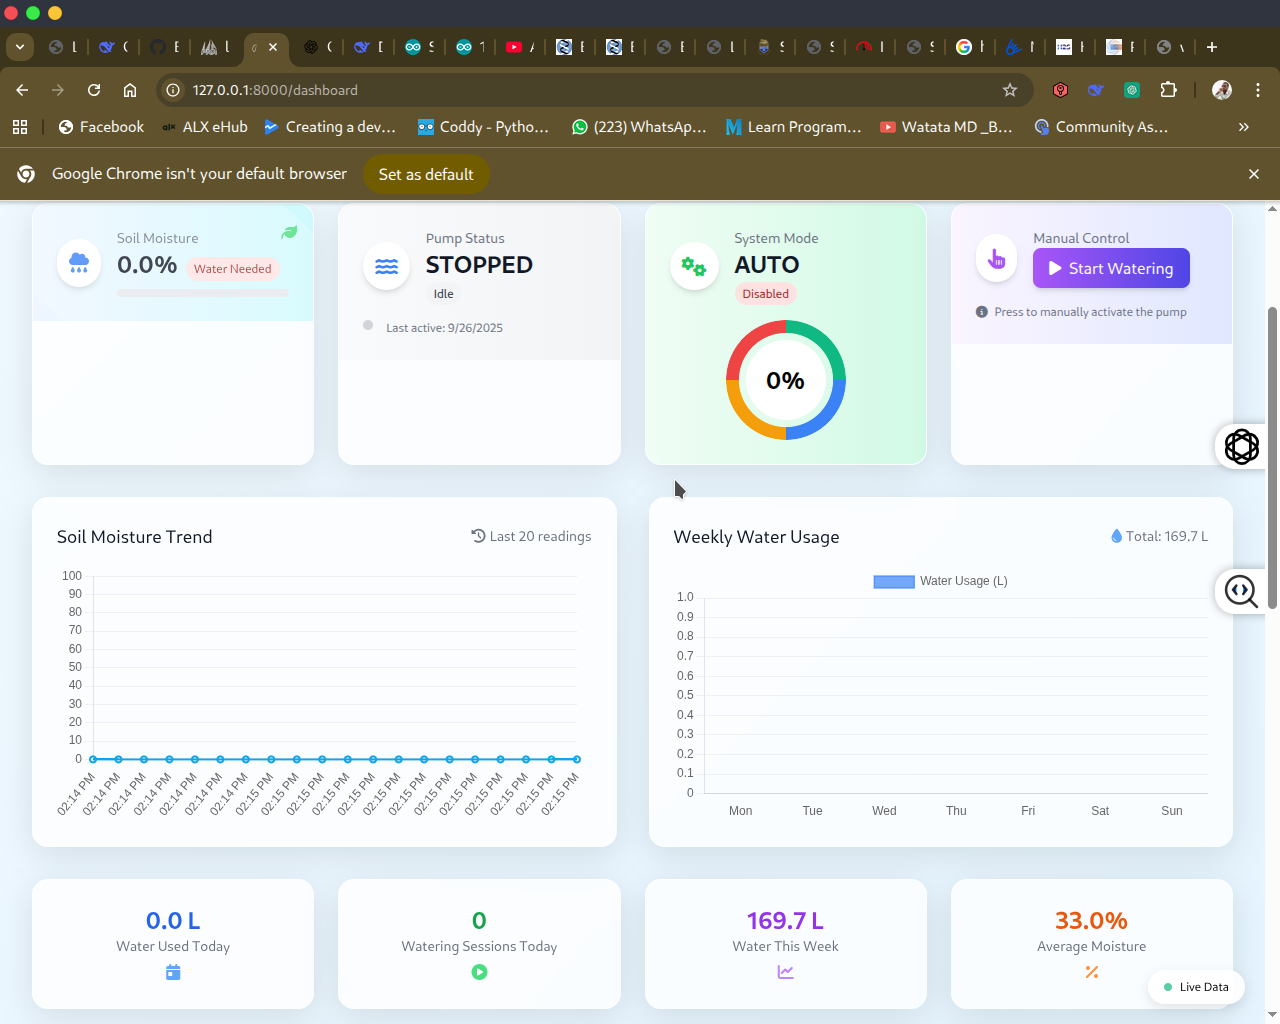 127.0.0.1:8000/dashboard
Facebook
ALX eHub
Creating a dev...
Coddy - Pytho...
(223) WhatsAp...
Learn Program...
Watata MD _B...
Community As...
»
Google Chrome isn't your default browser
Set as default
Soil Moisture
0.0%
Water Needed
Pump Status
STOPPED
Idle
Last active: 9/26/2025
System Mode
AUTO
Disabled
0%
Manual Control
Start Watering
Press to manually activate the pump
Soil Moisture Trend
Last 20 readings
100
90
80
70
60
50
40
30
20
10
0
02:14 PM
02:14 PM
02:14 PM
02:14 PM
02:14 PM
02:14 PM
02:14 PM
02:15 PM
02:15 PM
02:15 PM
02:15 PM
02:15 PM
02:15 PM
02:15 PM
02:15 PM
02:15 PM
02:15 PM
02:15 PM
02:15 PM
02:15 PM
Weekly Water Usage
Total: 169.7 L
Water Usage (L)
1.0
0.9
0.8
0.7
0.6
0.5
0.4
0.3
0.2
0.1
0
Mon Tue Wed Thu Fri Sat Sun
0.0 L
Water Used Today
0
Watering Sessions Today
169.7 L
Water This Week
33.0%
Average Moisture
Live Data